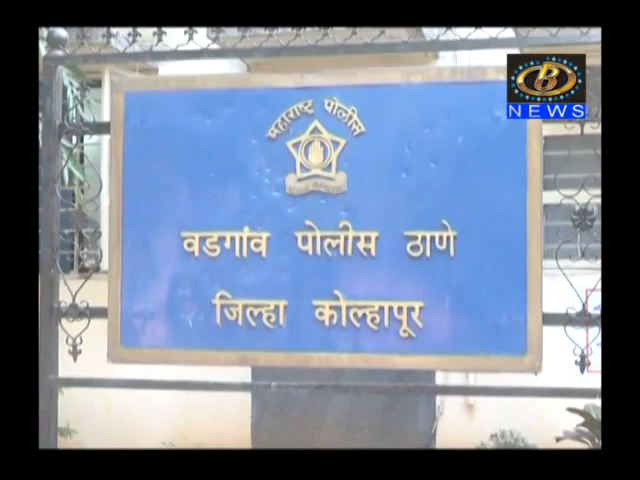 B
NEWS
महाराष्ट्र पोलीस
वडगांव पोलीस ठाणे
जिल्हा कोल्हापूर